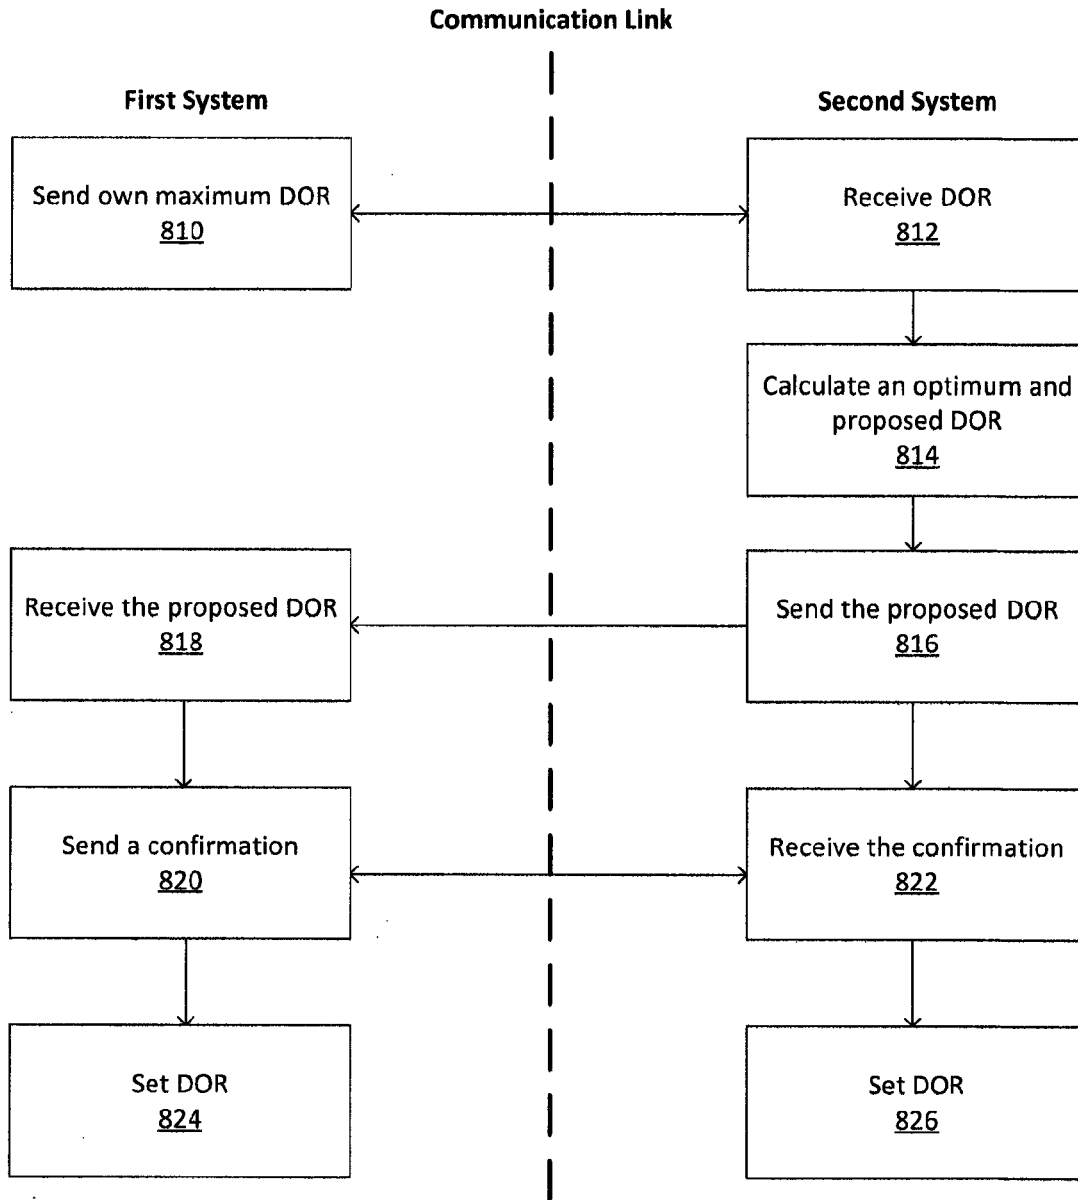 Communication Link
First System
Second System
Send own maximum DOR
810
Receive DOR
812
Calculate an optimum and
proposed DOR
814
Receive the proposed DOR
818
Send the proposed DOR
816
Send a confirmation
820
Receive the confirmation
822
Set DOR
824
Set DOR
826